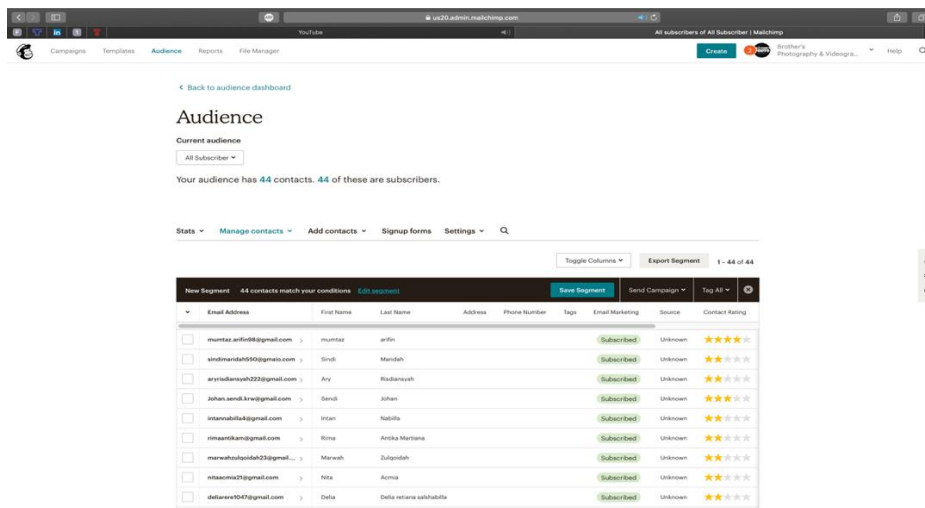 us20.admin.mailchimp.com
YouTube
All subscribers of All Subscriber | Mailchimp
Campaigns Templates Audience Reports File Manager Create 2 Brother's Photography & Videogra... Help
Back to audience dashboard
Audience
Current audience
All Subscriber
Your audience has 44 contacts. 44 of these are subscribers.
Stats Manage contacts Add contacts Signup forms Settings
Toggle Columns Export Segment 1 - 44 of 44
New Segment 44 contacts match your conditions Edit segment Save Segment Send Campaign Tag All
Email Address First Name Last Name Address Phone Number Tags Email Marketing Source Contact Rating
mumtaz.arifin98@gmail.com mumtaz arifin Subscribed Unknown
sindimaridah550@gmaio.com Sindi Maridah Subscribed Unknown
aryrisdiansyah222@gmail.com Ary Risdiansyah Subscribed Unknown
Johan.sendi.krw@gmail.com Sendi Johan Subscribed Unknown
intannabilla4@gmail.com Intan Nabilla Subscribed Unknown
rimaantikam@gmail.com Rima Antika Martiana Subscribed Unknown
marwahzulqoidah23@gmail.... Marwah Zulqoidah Subscribed Unknown
nitaacmia21@gmail.com Nita Acmia Subscribed Unknown
deliarere1047@gmail.com Delia Delia retiana salshabilla Subscribed Unknown